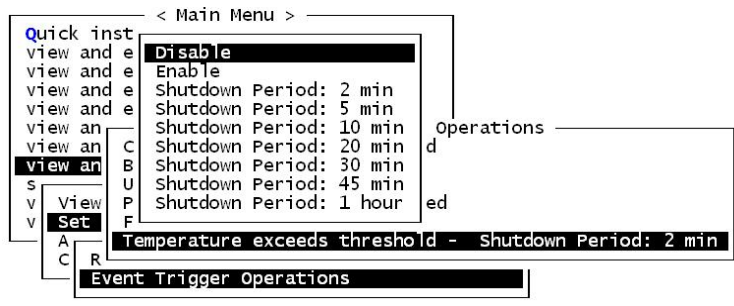 < Main Menu >
Quick inst
view and e Disable
view and e Enable
view and e Shutdown Period: 2 min
view and e Shutdown Period: 5 min
view an Shutdown Period: 10 min Operations
view an C Shutdown Period: 20 min d
view an B Shutdown Period: 30 min
s U Shutdown Period: 45 min
v View P Shutdown Period: 1 hour ed
v Set F
A Temperature exceeds threshold - Shutdown Period: 2 min
C R
Event Trigger Operations